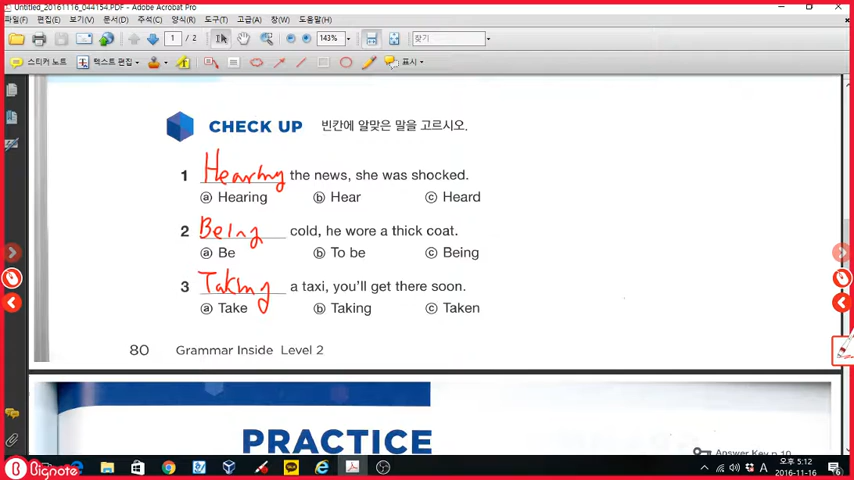 Untitled_20161116_044154.PDF - Adobe Acrobat Pro
파일(F) 편집(E) 보기(V) 문서(D) 주석(C) 양식(R) 도구(T) 고급(A) 창(W) 도움말(H)
1 / 2 143% 찾기
스티커 노트 텍스트 편집 표시
CHECK UP 빈칸에 알맞은 말을 고르시오.
1 Hearing the news, she was shocked.
ⓐ Hearing ⓑ Hear ⓒ Heard
2 Being cold, he wore a thick coat.
ⓐ Be ⓑ To be ⓒ Being
3 Taking a taxi, you'll get there soon.
ⓐ Take ⓑ Taking ⓒ Taken
80 Grammar Inside Level 2
PRACTICE
Answer Key p.10
Bignote A 오후 5:12
2016-11-16